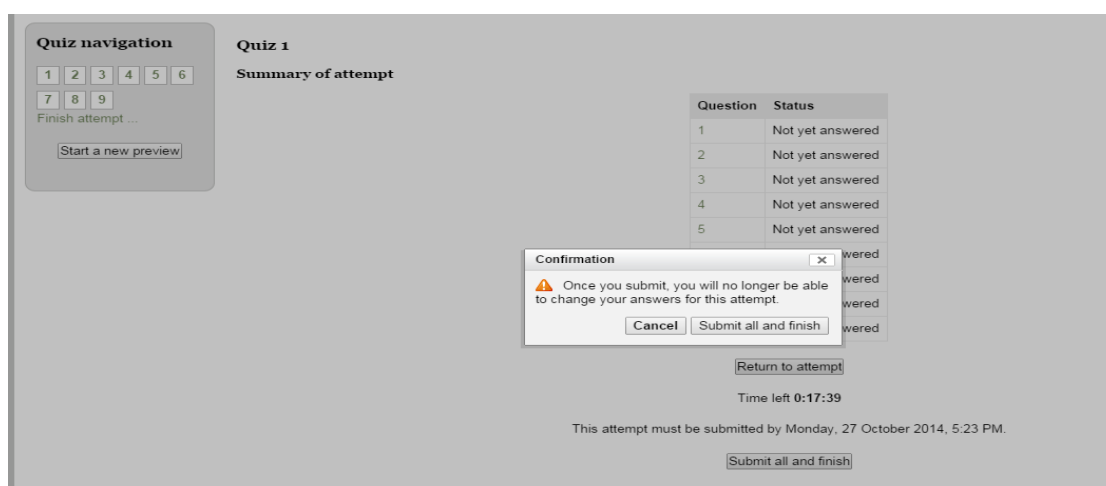 Quiz navigation
1 2 3 4 5 6
7 8 9
Finish attempt ...
Start a new preview
Quiz 1
Summary of attempt
Question Status
1 Not yet answered
2 Not yet answered
3 Not yet answered
4 Not yet answered
5 Not yet answered
wered
wered
wered
wered
Confirmation
Once you submit, you will no longer be able
to change your answers for this attempt.
Cancel Submit all and finish
Return to attempt
Time left 0:17:39
This attempt must be submitted by Monday, 27 October 2014, 5:23 PM.
Submit all and finish